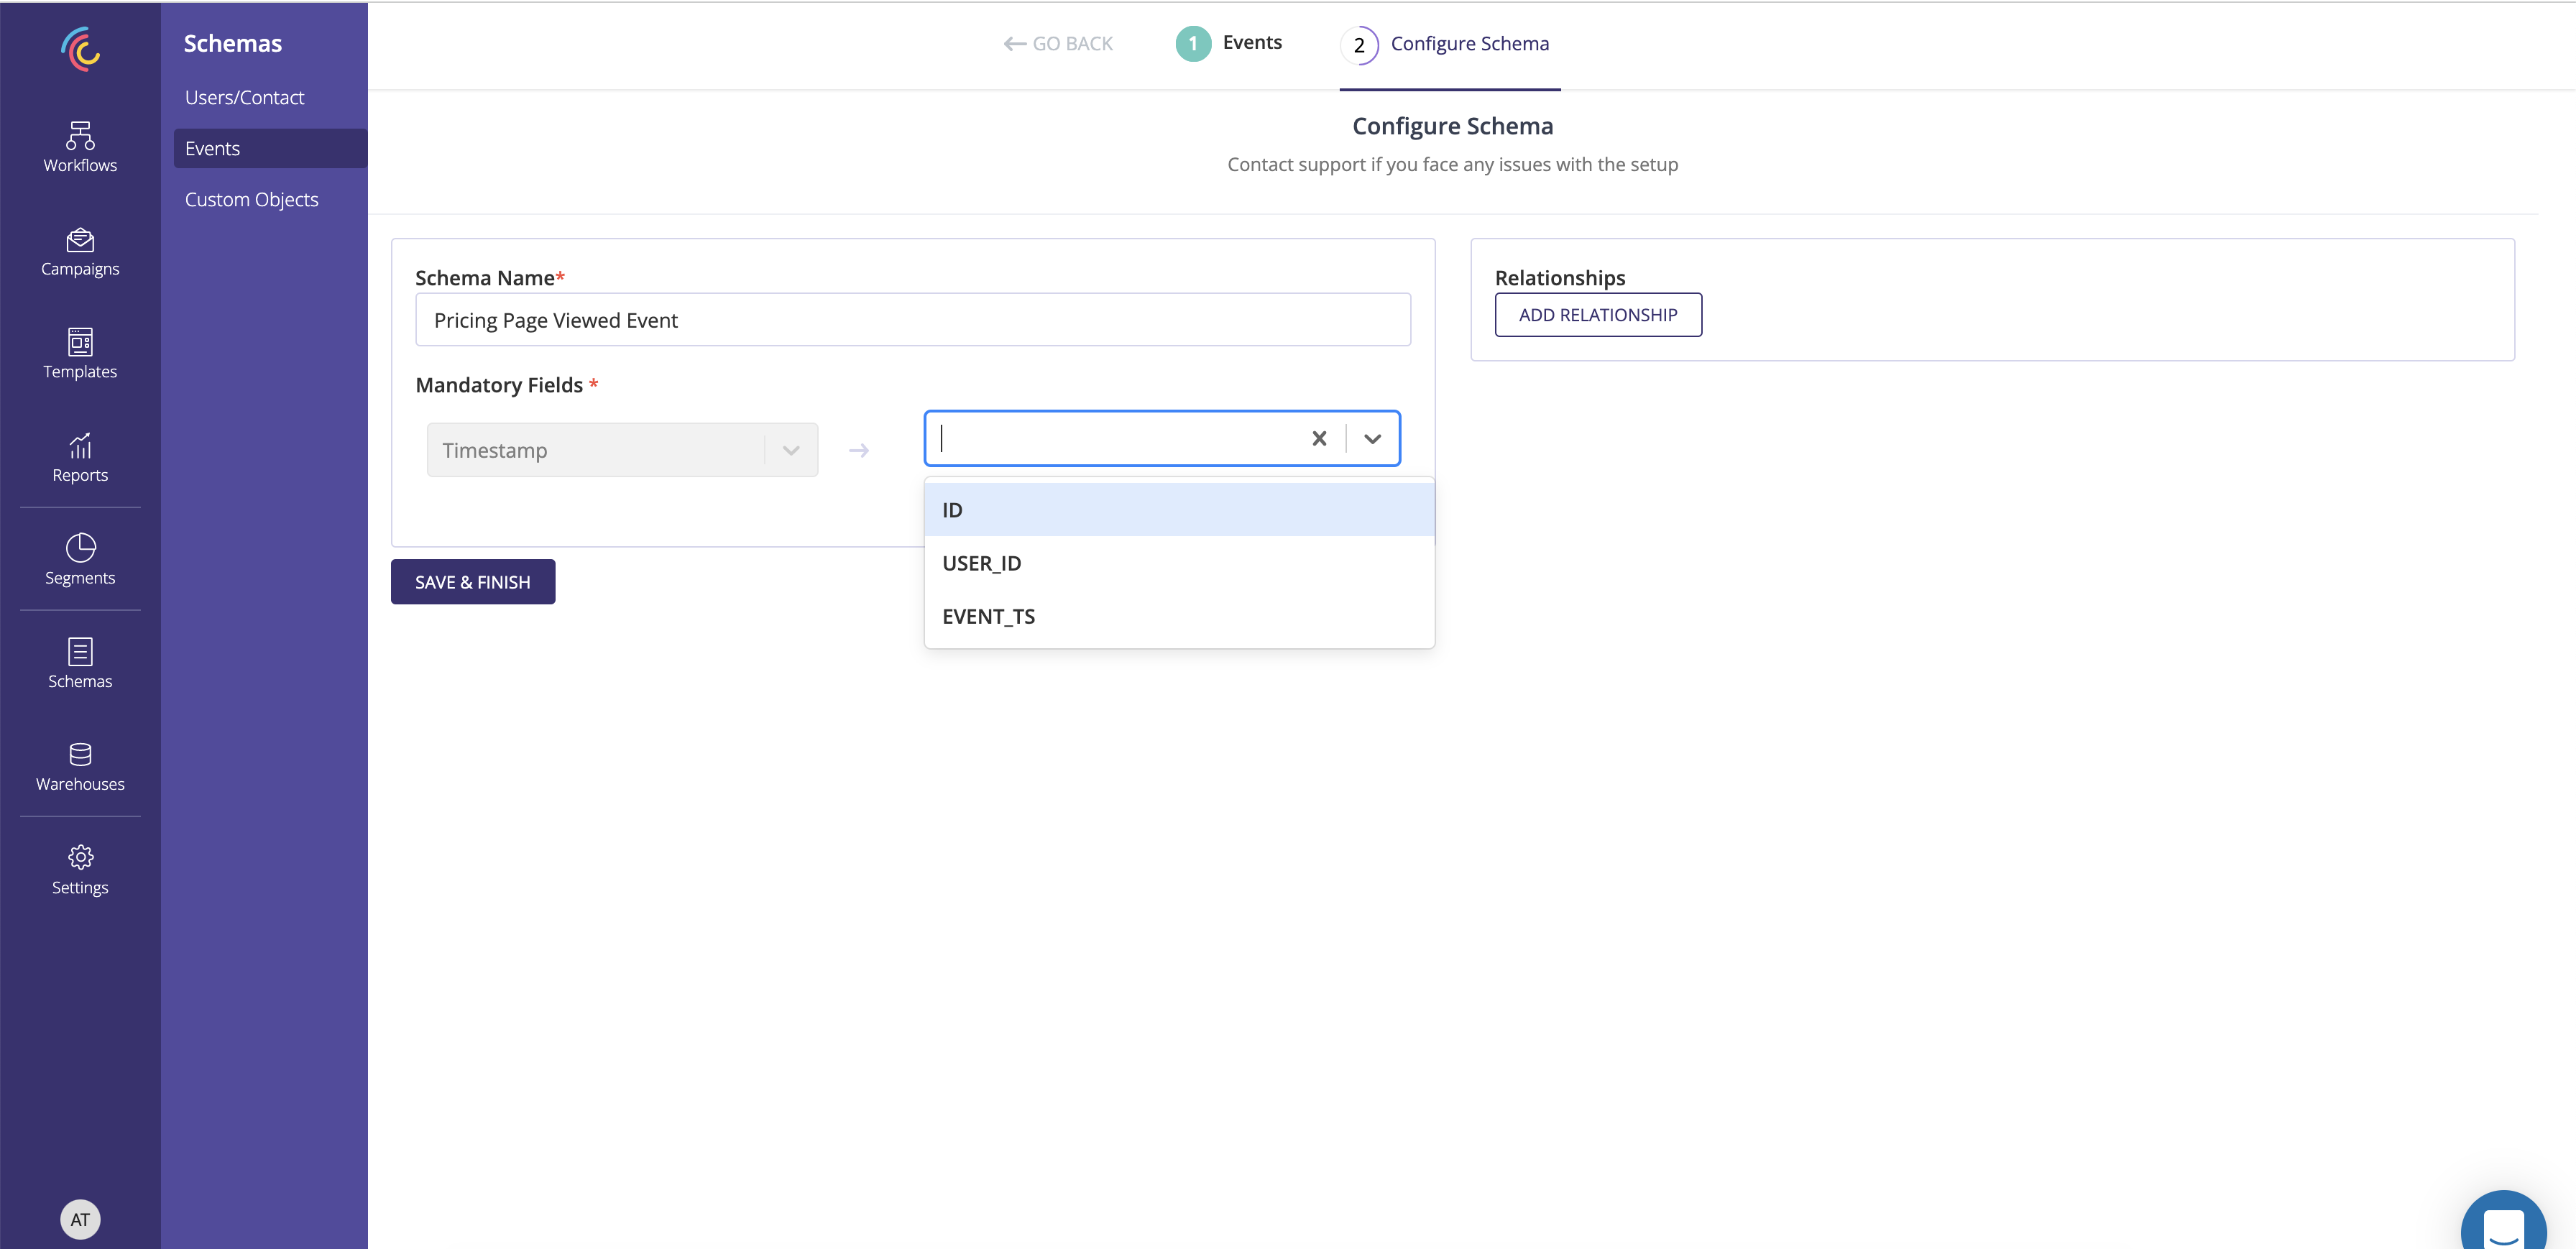 Schemas
Users/Contact
Events
Custom Objects
Workflows
Campaigns
Templates
Reports
Segments
Schemas
Warehouses
Settings
AT
GO BACK
1 Events
2 Configure Schema
Configure Schema
Contact support if you face any issues with the setup
Schema Name*
Pricing Page Viewed Event
Mandatory Fields *
Timestamp
ID
USER_ID
EVENT_TS
SAVE & FINISH
Relationships
ADD RELATIONSHIP